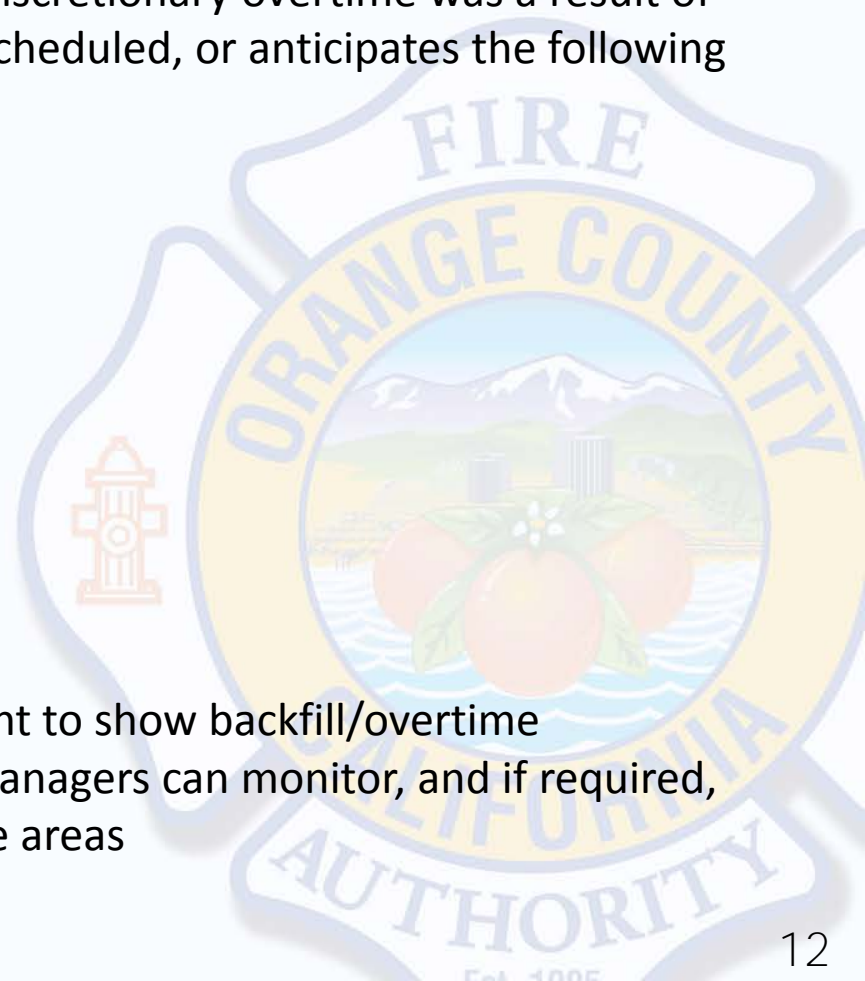 iscretionary overtime was a result of
cheduled, or anticipates the following
FIRE
ORANGE COUNTY
CALIFORNIA
AUTHORITY
nt to show backfill/overtime
anagers can monitor, and if required,
e areas
12